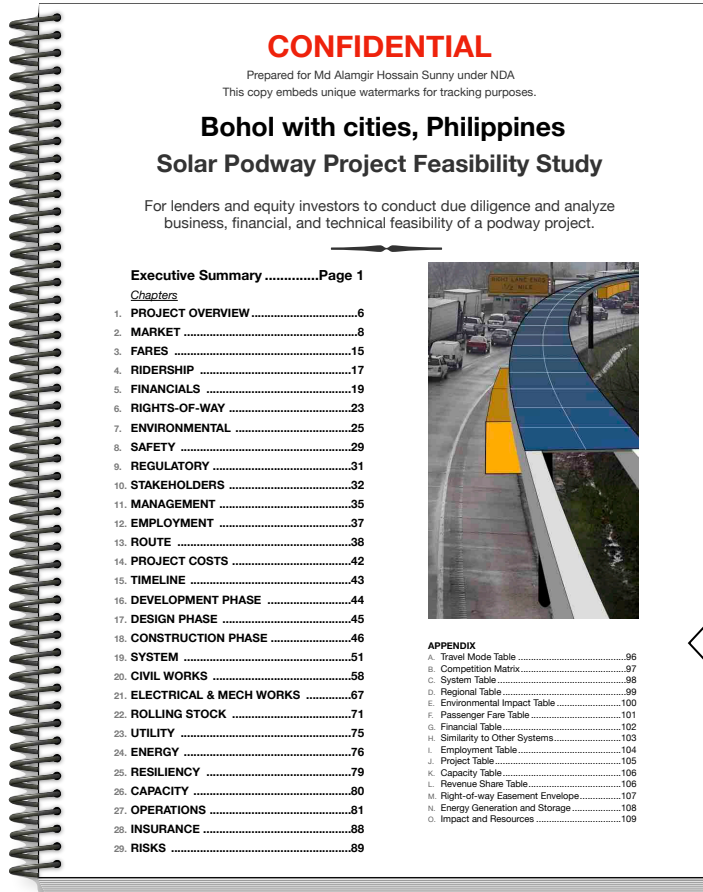 CONFIDENTIAL
Prepared for Md Alamgir Hossain Sunny under NDA
This copy embeds unique watermarks for tracking purposes.
Bohol with cities, Philippines
Solar Podway Project Feasibility Study
For lenders and equity investors to conduct due diligence and analyze
business, financial, and technical feasibility of a podway project.
Executive Summary ..............Page 1
Chapters
1. PROJECT OVERVIEW ..............6
2. MARKET ..............8
3. FARES ..............15
4. RIDERSHIP ..............17
5. FINANCIALS ..............19
6. RIGHTS-OF-WAY ..............23
7. ENVIRONMENTAL ..............25
8. SAFETY ..............29
9. REGULATORY ..............31
10. STAKEHOLDERS ..............32
11. MANAGEMENT ..............35
12. EMPLOYMENT ..............37
13. ROUTE ..............38
14. PROJECT COSTS ..............42
15. TIMELINE ..............43
16. DEVELOPMENT PHASE ..............44
17. DESIGN PHASE ..............45
18. CONSTRUCTION PHASE ..............46
19. SYSTEM ..............51
20. CIVIL WORKS ..............58
21. ELECTRICAL & MECH WORKS ..............67
22. ROLLING STOCK ..............71
23. UTILITY ..............75
24. ENERGY ..............76
25. RESILIENCY ..............79
26. CAPACITY ..............80
27. OPERATIONS ..............81
28. INSURANCE ..............88
29. RISKS ..............89
RIGHT LANE ENDS
1/2 MILE
APPENDIX
A. Travel Mode Table ..............96
B. Competition Matrix ..............97
C. System Table ..............98
D. Regional Table ..............99
E. Environmental Impact Table ..............100
F. Passenger Fare Table ..............101
G. Financial Table ..............102
H. Similarity to Other Systems ..............103
I. Employment Table ..............104
J. Project Table ..............105
K. Capacity Table ..............106
L. Revenue Share Table ..............106
M. Right-of-way Easement Envelope ..............107
N. Energy Generation and Storage ..............108
O. Impact and Resources ..............109